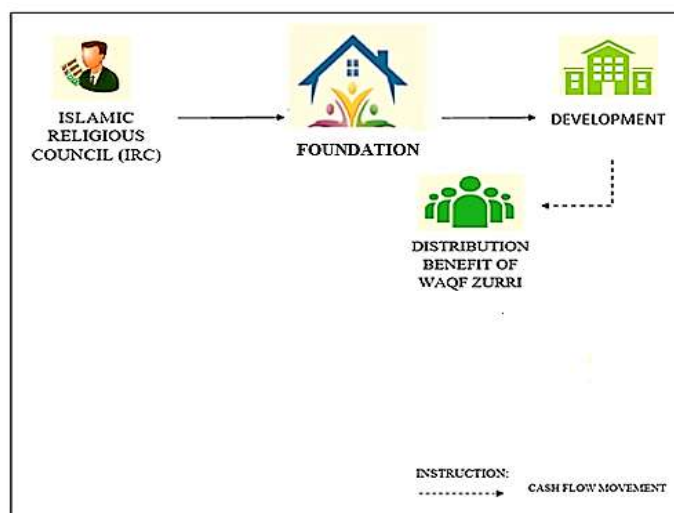 ISLAMIC
RELIGIOUS
COUNCIL (IRC)
FOUNDATION
DEVELOPMENT
DISTRIBUTION
BENEFIT OF
WAQF ZURRI
INSTRUCTION:
CASH FLOW MOVEMENT